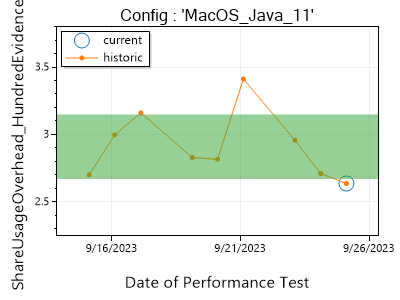 Config : 'MacOS_Java_11'
current
historic
ShareUsageOverhead_HundredEvidence
3.5
3
2.5
9/16/2023
9/21/2023
9/26/2023
Date of Performance Test